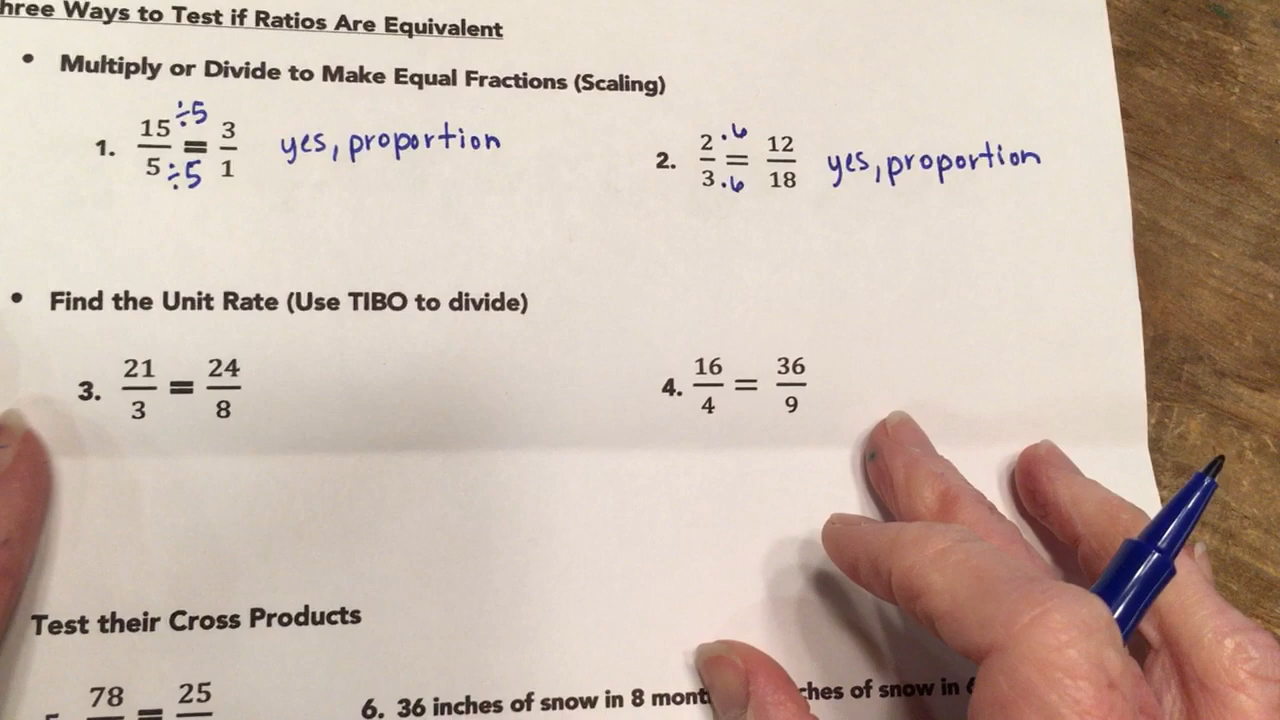 hree Ways to Test if Ratios Are Equivalent
• Multiply or Divide to Make Equal Fractions (Scaling)
1. 15/5 ÷5 ÷5 = 3/1 yes, proportion
2. 2/3 ·6 ·6 = 12/18 yes, proportion
• Find the Unit Rate (Use TIBO to divide)
3. 21/3 = 24/8
4. 16/4 = 36/9
Test their Cross Products
78 = 25
6. 36 inches of snow in 8 mont ches of snow in